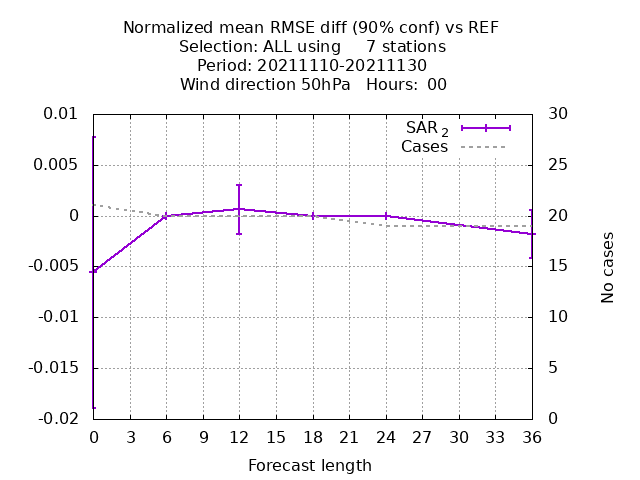 Normalized mean RMSE diff (90% conf) vs REF
Selection: ALL using     7 stations
Period: 20211110-20211130
Wind direction 50hPa   Hours:  00
0.01
0.005
0
-0.005
-0.01
-0.015
-0.02
30
25
20
15
10
5
0
SAR 2
Cases
No cases
0 3 6 9 12 15 18 21 24 27 30 33 36
Forecast length